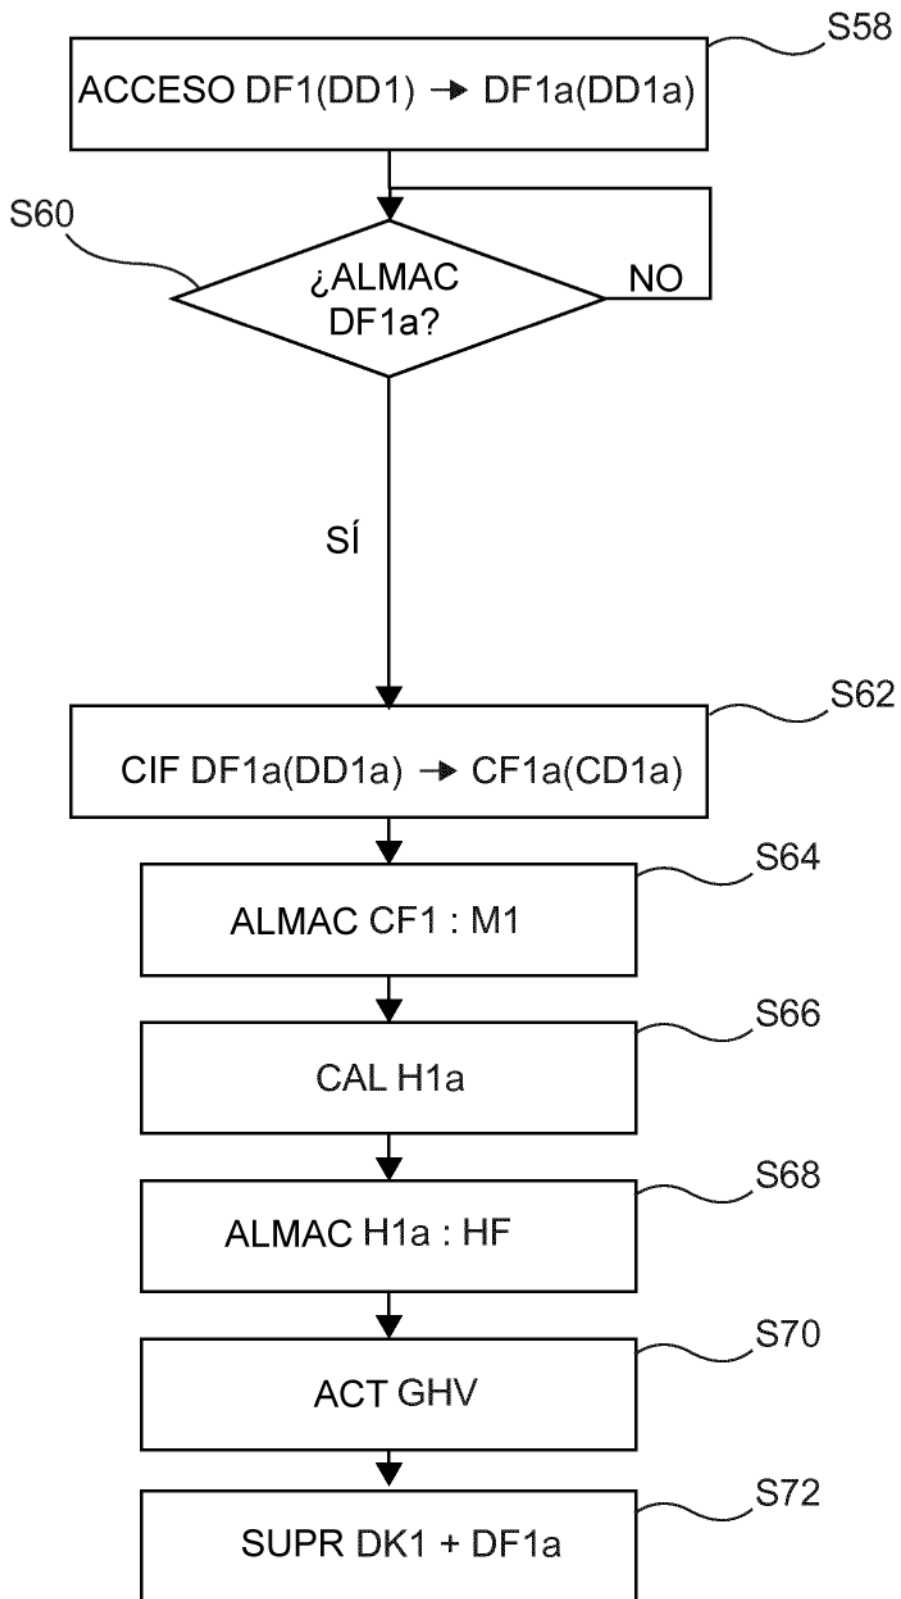 S58
ACCESO DF1(DD1) → DF1a(DD1a)
S60
¿ALMAC
DF1a?
NO
SÍ
S62
CIF DF1a(DD1a) → CF1a(CD1a)
S64
ALMAC CF1 : M1
S66
CAL H1a
S68
ALMAC H1a : HF
S70
ACT GHV
S72
SUPR DK1 + DF1a